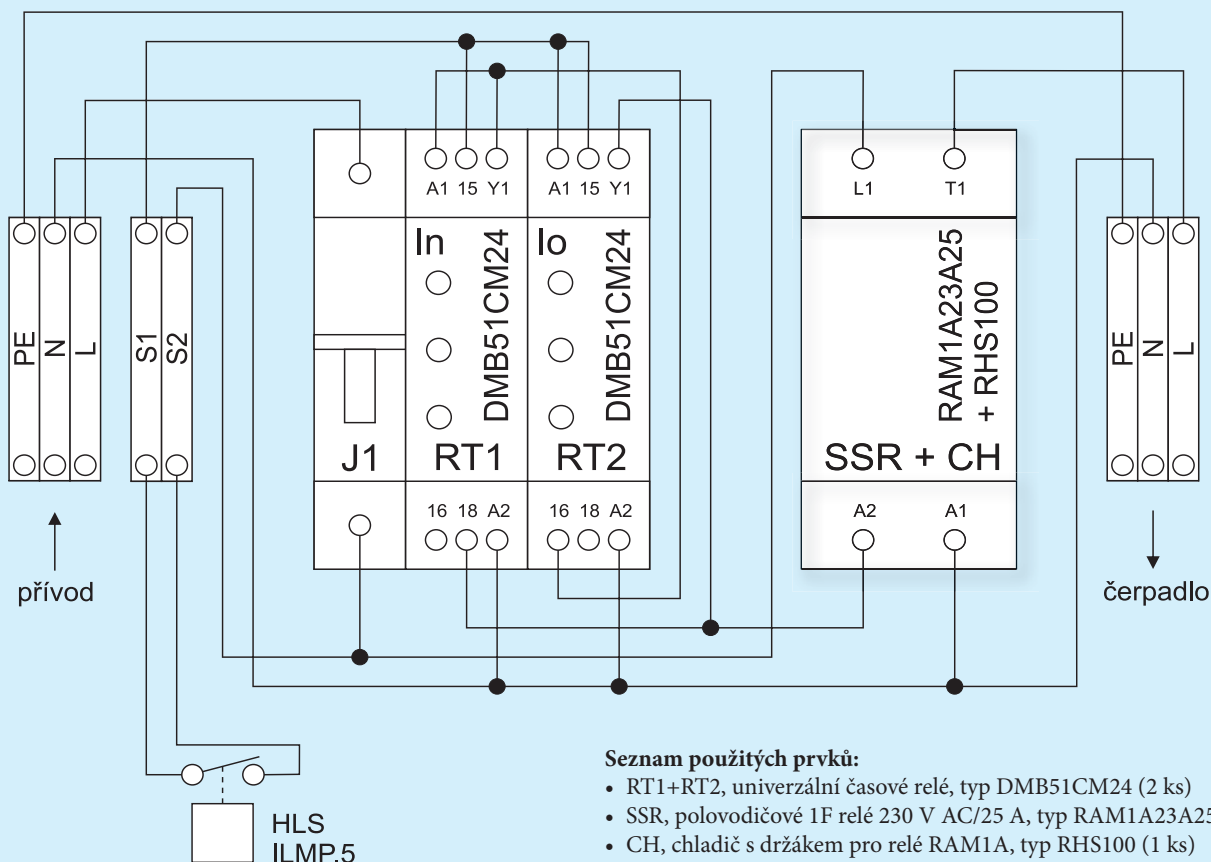 A1 15 Y1 A1 15 Y1 L1 T1
In Io
DMB51CM24
DMB51CM24
RAM1A23A25
+ RHS100
PE
N
L
S1
S2
PE
N
L
J1 RT1 RT2 SSR + CH
16 18 A2 16 18 A2 A2 A1
přívod
čerpadlo
HLS
ILMP.5
Seznam použitých prvků:
• RT1+RT2, univerzální časové relé, typ DMB51CM24 (2 ks)
• SSR, polovodičové 1F relé 230 V AC/25 A, typ RAM1A23A25
• CH, chladič s držákem pro relé RAM1A, typ RHS100 (1 ks)